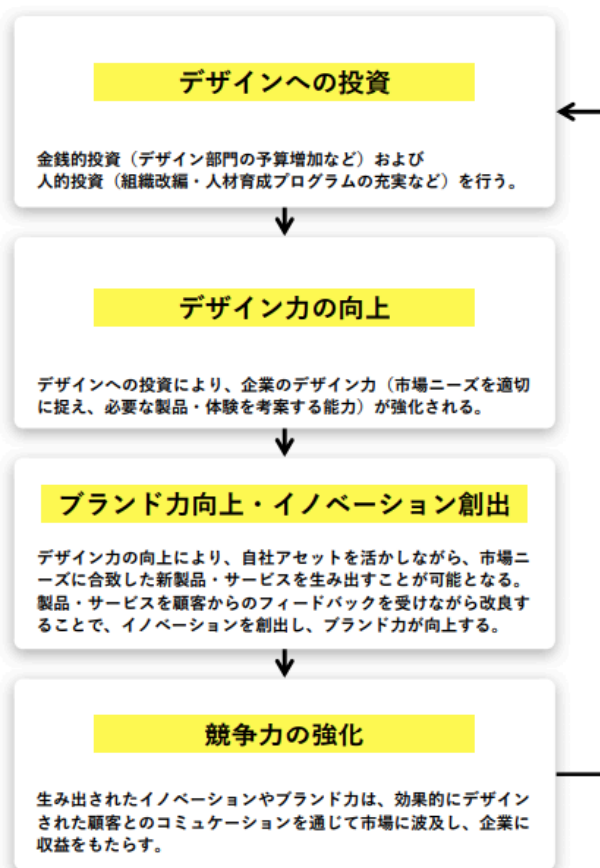 デザインへの投資
金銭的投資（デザイン部門の予算増加など）および
人的投資（組織改編・人材育成プログラムの充実など）を行う。
デザイン力の向上
デザインへの投資により、企業のデザイン力（市場ニーズを適切
に捉え、必要な製品・体験を考案する能力）が強化される。
ブランド力向上・イノベーション創出
デザイン力の向上により、自社アセットを活かしながら、市場ニ
ーズに合致した新製品・サービスを生み出すことが可能となる。
製品・サービスを顧客からのフィードバックを受けながら改良す
ることで、イノベーションを創出し、ブランド力が向上する。
競争力の強化
生み出されたイノベーションやブランド力は、効果的にデザイン
された顧客とのコミュケーションを通じて市場に波及し、企業に
収益をもたらす。